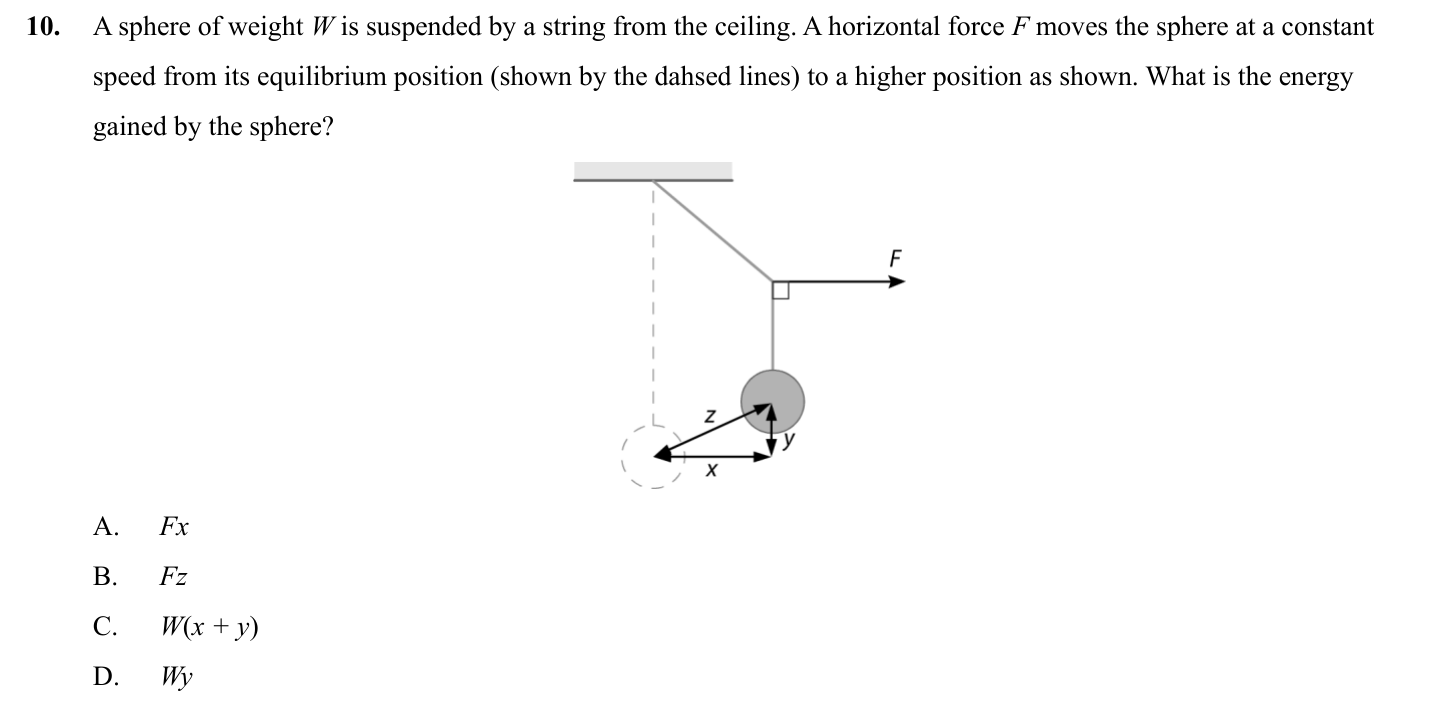 10. A sphere of weight W is suspended by a string from the ceiling. A horizontal force F moves the sphere at a constant
speed from its equilibrium position (shown by the dahsed lines) to a higher position as shown. What is the energy
gained by the sphere?
F
z
y
x
A. Fx
B. Fz
C. W(x + y)
D. Wy